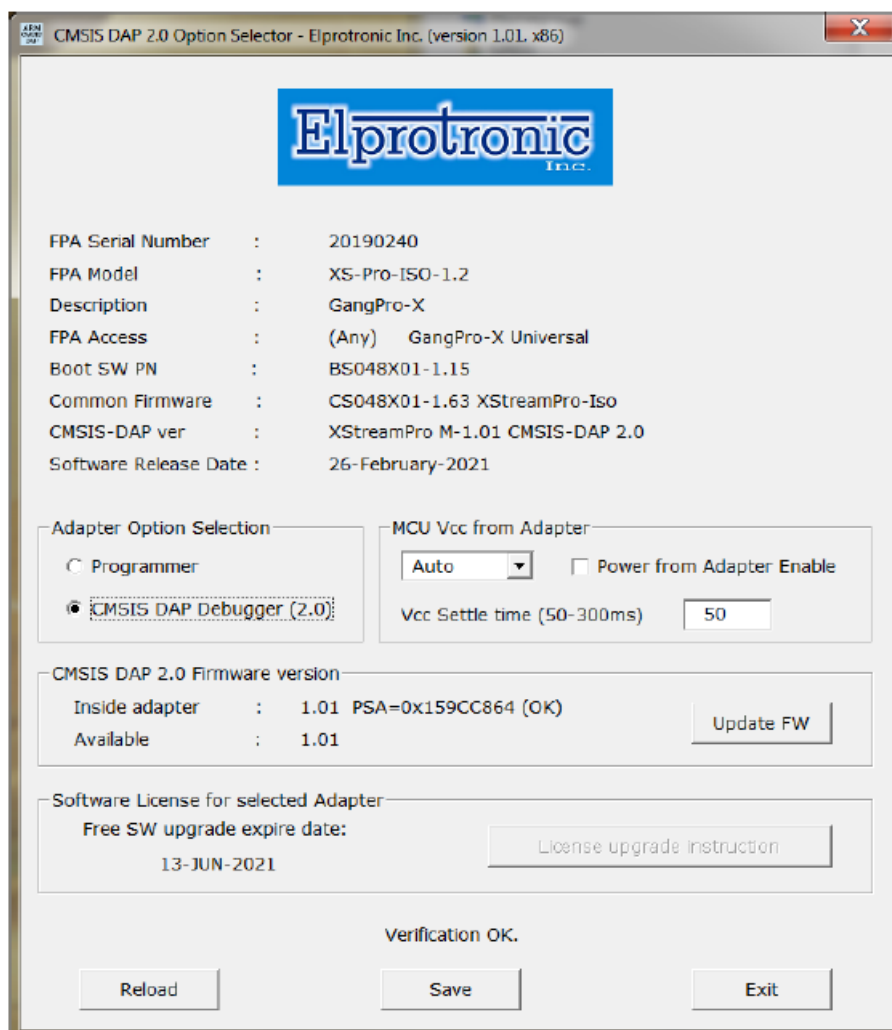 CMSIS DAP 2.0 Option Selector - Elprotronic Inc. (version 1.01. x86)
Elprotronic
Inc.
FPA Serial Number : 20190240
FPA Model : XS-Pro-ISO-1.2
Description : GangPro-X
FPA Access : (Any) GangPro-X Universal
Boot SW PN : BS048X01-1.15
Common Firmware : CS048X01-1.63 XStreamPro-Iso
CMSIS-DAP ver : XStreamPro M-1.01 CMSIS-DAP 2.0
Software Release Date : 26-February-2021
Adapter Option Selection
Programmer
CMSIS DAP Debugger (2.0)
MCU Vcc from Adapter
Auto Power from Adapter Enable
Vcc Settle time (50-300ms) 50
CMSIS DAP 2.0 Firmware version
Inside adapter : 1.01 PSA=0x159CC864 (OK)
Available : 1.01
Update FW
Software License for selected Adapter
Free SW upgrade expire date:
13-JUN-2021
License upgrade instruction
Verification OK.
Reload Save Exit